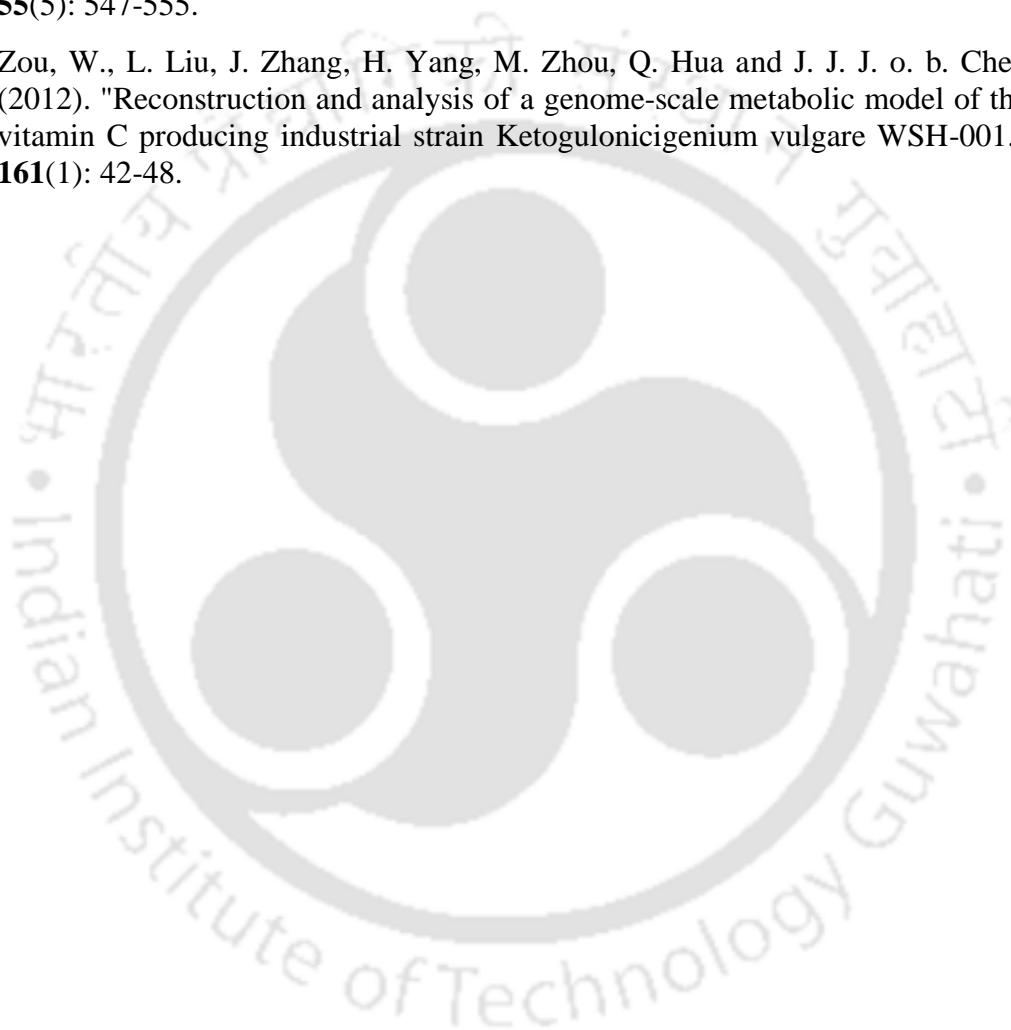 55(5): 547-555.
Zou, W., L. Liu, J. Zhang, H. Yang, M. Zhou, Q. Hua and J. J. J. o. b. Che
(2012). "Reconstruction and analysis of a genome-scale metabolic model of th
vitamin C producing industrial strain Ketogulonicigenium vulgare WSH-001.
161(1): 42-48.
भारतीय प्रौद्योगिकी संस्थान गुवाहाटी
Indian Institute of Technology Guwahati